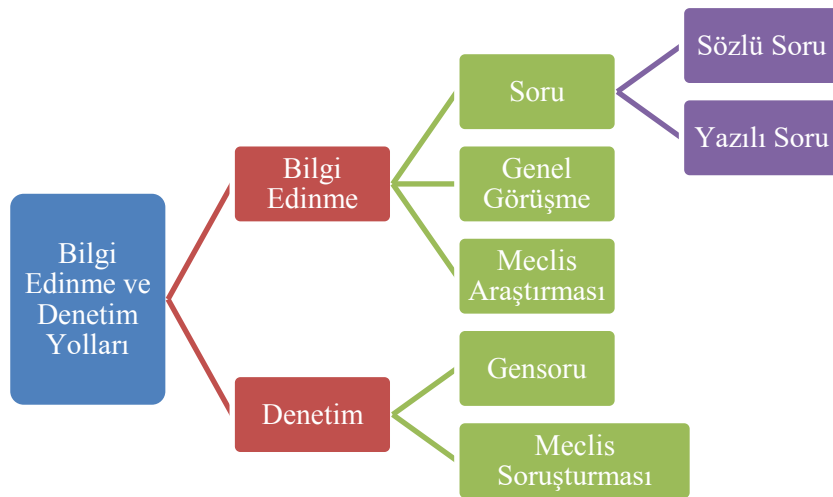 Bilgi
Edinme ve
Denetim
Yolları
Bilgi
Edinme
Soru
Sözlü Soru
Yazılı Soru
Genel
Görüşme
Meclis
Araştırması
Denetim
Gensoru
Meclis
Soruşturması